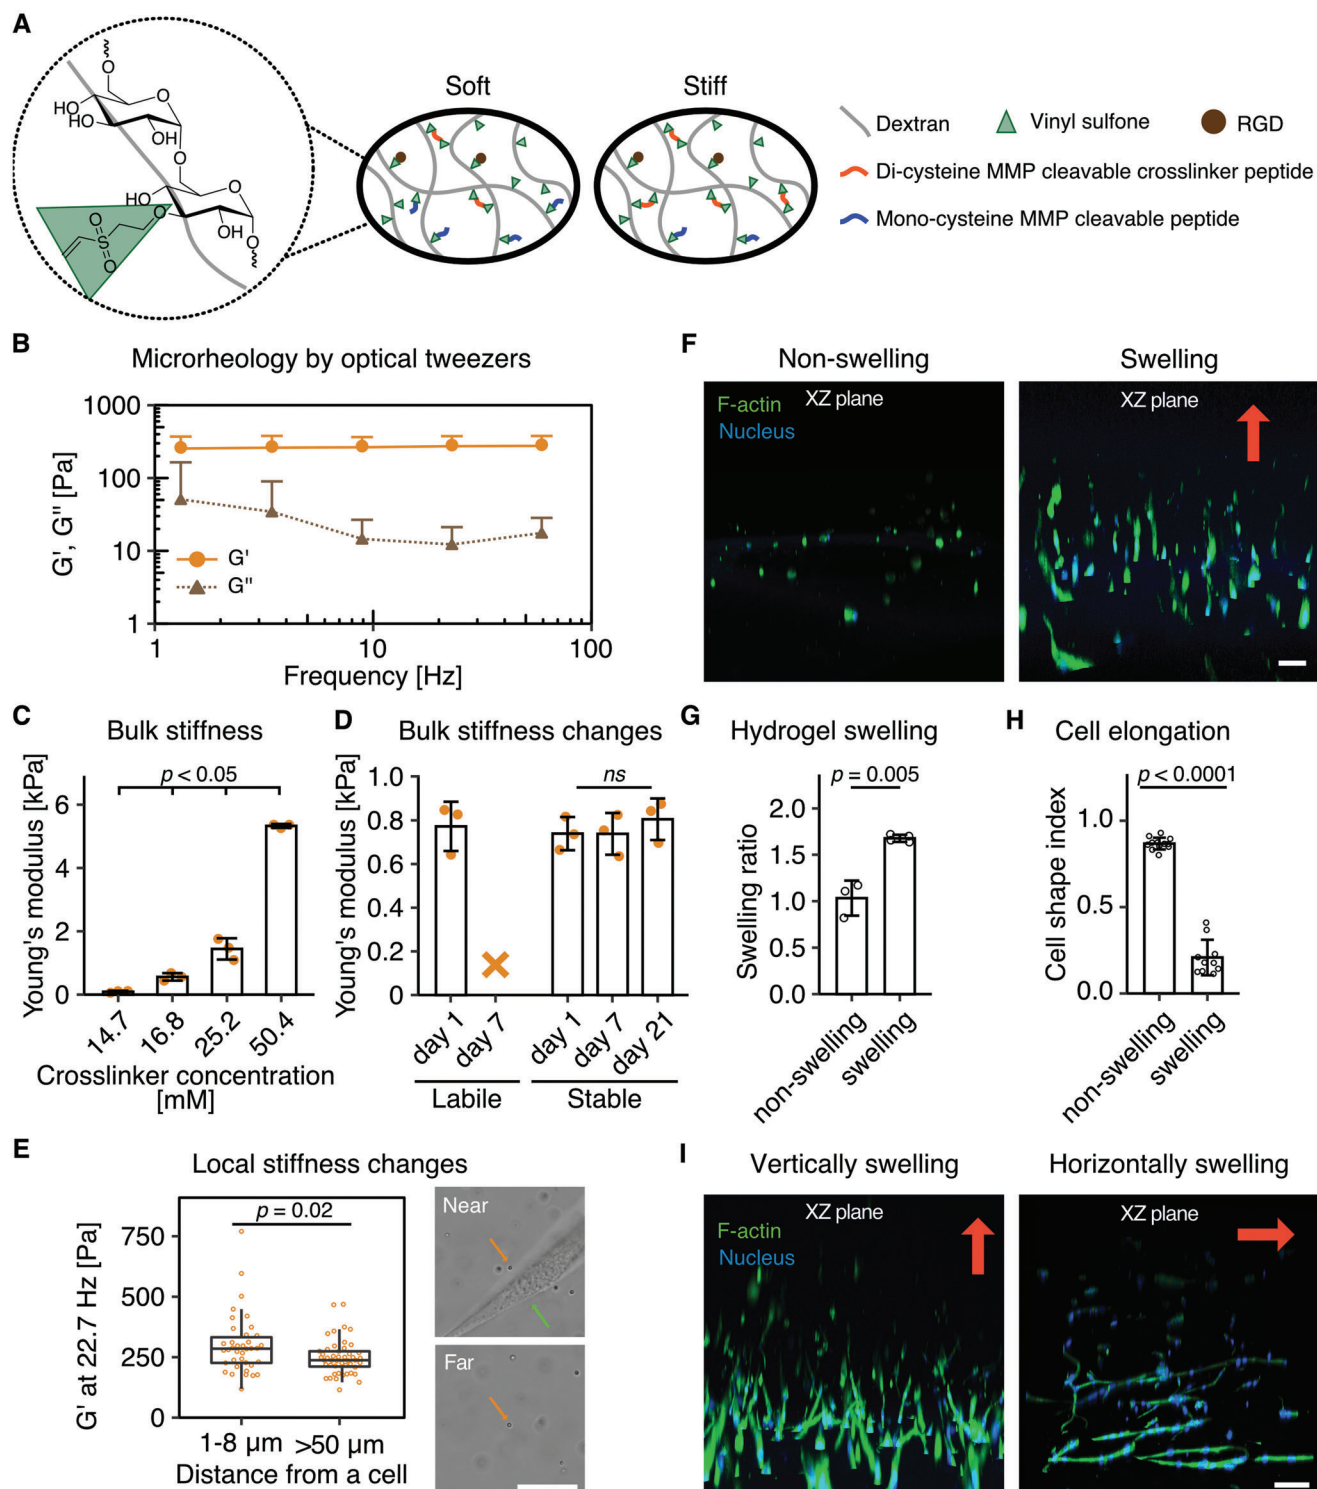 A
Soft
Stiff
Dextran
Vinyl sulfone
RGD
Di-cysteine MMP cleavable crosslinker peptide
Mono-cysteine MMP cleavable peptide
O
O
HO
HO
OH
O
O
HO
O
OH
O
O
S
O
B
Microrheology by optical tweezers
G', G" [Pa]
1000
100
10
1
G'
G"
1
10
100
Frequency [Hz]
C
Bulk stiffness
p < 0.05
Young's modulus [kPa]
6
4
2
0
14.7
16.8
25.2
50.4
Crosslinker concentration
[mM]
D
Bulk stiffness changes
ns
Young's modulus [kPa]
1.0
0.8
0.6
0.4
0.2
0
day 1
day 7
day 1
day 7
day 21
Labile
Stable
E
Local stiffness changes
p = 0.02
G' at 22.7 Hz [Pa]
750
500
250
0
1-8 µm
>50 µm
Distance from a cell
Near
Far
F
Non-swelling
Swelling
F-actin
Nucleus
XZ plane
XZ plane
G
Hydrogel swelling
p = 0.005
Swelling ratio
2.0
1.5
1.0
0.5
0.0
non-swelling
swelling
H
Cell elongation
p < 0.0001
Cell shape index
1.0
0.5
0.0
non-swelling
swelling
I
Vertically swelling
Horizontally swelling
F-actin
Nucleus
XZ plane
XZ plane